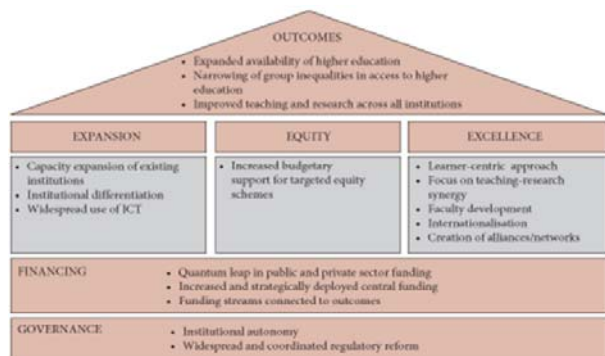 OUTCOMES
• Expanded availability of higher education
• Narrowing of group inequalities in access to higher
education
• Improved teaching and research across all institutions
EXPANSION
• Capacity expansion of existing
institutions
• Institutional differentiation
• Widespread use of ICT
EQUITY
• Increased budgetary
support for targeted equity
schemes
EXCELLENCE
• Learner-centric approach
• Focus on teaching-research
synergy
• Faculty development
• Internationalisation
• Creation of alliances/networks
FINANCING
• Quantum leap in public and private sector funding
• Increased and strategically deployed central funding
• Funding streams connected to outcomes
GOVERNANCE
• Institutional autonomy
• Widespread and coordinated regulatory reform